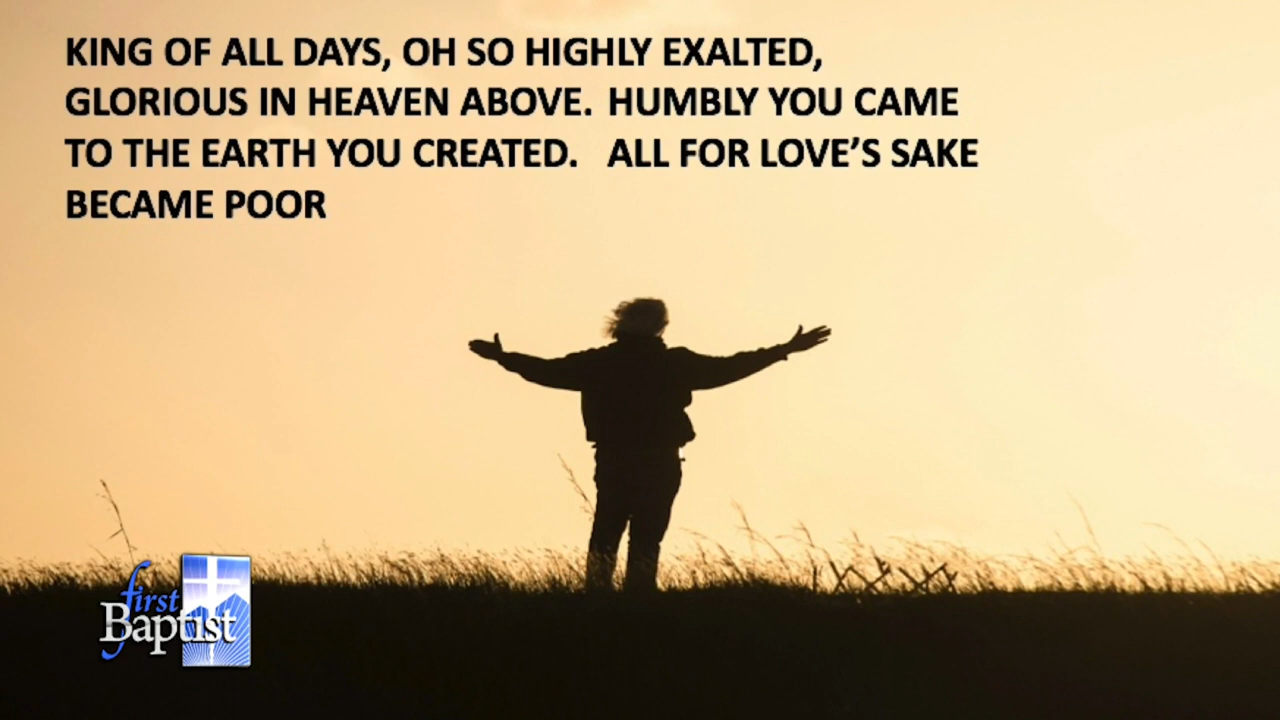 KING OF ALL DAYS, OH SO HIGHLY EXALTED,
GLORIOUS IN HEAVEN ABOVE. HUMBLY YOU CAME
TO THE EARTH YOU CREATED. ALL FOR LOVE’S SAKE
BECAME POOR
first
Baptist